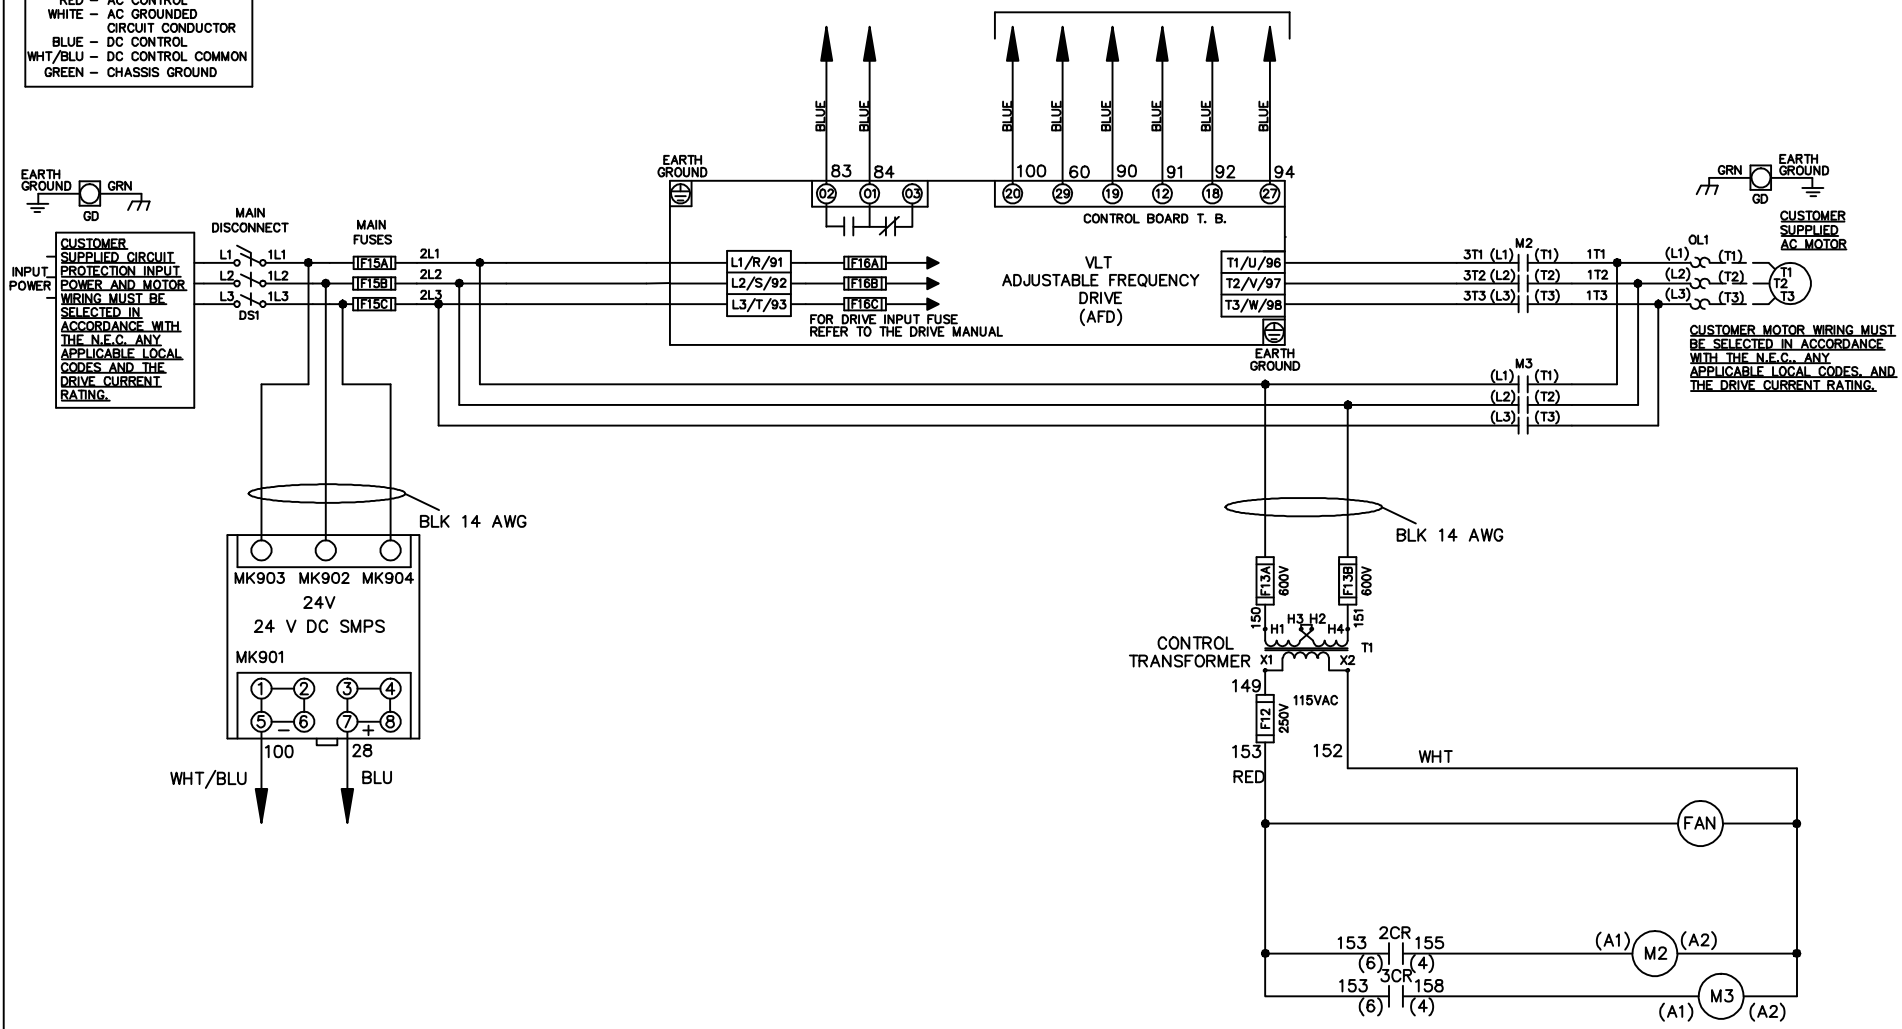 RED – AC CONTROL
WHITE – AC GROUNDED
CIRCUIT CONDUCTOR
BLUE – DC CONTROL
WHT/BLU – DC CONTROL COMMON
GREEN – CHASSIS GROUND
BLUE
BLUE
BLUE
BLUE
BLUE
BLUE
BLUE
BLUE
EARTH
GROUND
GRN
GD
EARTH
GROUND
83 84
02 01 03
100 60 90 91 92 94
20 29 19 12 18 27
CONTROL BOARD T. B.
GRN
EARTH
GROUND
GD
CUSTOMER
SUPPLIED
AC MOTOR
INPUT
POWER
CUSTOMER
SUPPLIED CIRCUIT
PROTECTION INPUT
POWER AND MOTOR
WIRING MUST BE
SELECTED IN
ACCORDANCE WITH
THE N.E.C. ANY
APPLICABLE LOCAL
CODES AND THE
DRIVE CURRENT
RATING.
MAIN
DISCONNECT
L1 1L1
L2 1L2
L3 1L3
DS1
MAIN
FUSES
F15A 2L1
F15B 2L2
F15C 2L3
L1/R/91 F16A
L2/S/92 F16B
L3/T/93 F16C
FOR DRIVE INPUT FUSE
REFER TO THE DRIVE MANUAL
VLT
ADJUSTABLE FREQUENCY
DRIVE
(AFD)
T1/U/96
T2/V/97
T3/W/98
EARTH
GROUND
M2
3T1 (L1) (T1) 1T1
3T2 (L2) (T2) 1T2
3T3 (L3) (T3) 1T3
OL1
(L1) (T1)
(L2) (T2)
(L3) (T3)
T1
T2
T3
CUSTOMER MOTOR WIRING MUST
BE SELECTED IN ACCORDANCE
WITH THE N.E.C., ANY
APPLICABLE LOCAL CODES, AND
THE DRIVE CURRENT RATING.
M3
(L1) (T1)
(L2) (T2)
(L3) (T3)
BLK 14 AWG
MK903 MK902 MK904
24V
24 V DC SMPS
MK901
1 2 3 4
5 6 7 8
– +
100 28
WHT/BLU BLU
BLK 14 AWG
F13A
600V
F13B
600V
150
151
H1 H3 H2 H4
T1
CONTROL
TRANSFORMER
X1 X2
149
115VAC
F12
250V
153 152
RED
WHT
FAN
2CR
153 155
(6) (4)
(A1) M2 (A2)
3CR
153 158
(6) (4)
(A1) M3 (A2)